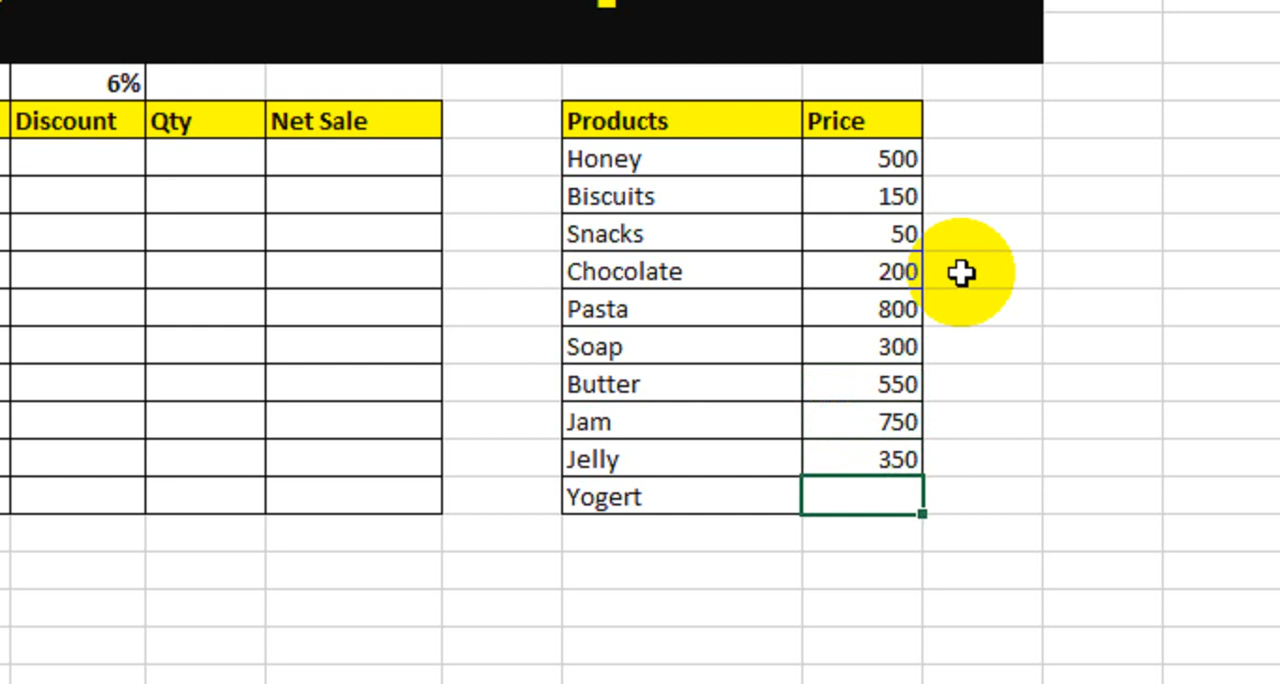 6%
Discount Qty Net Sale Products Price
Honey 500
Biscuits 150
Snacks 50
Chocolate 200
Pasta 800
Soap 300
Butter 550
Jam 750
Jelly 350
Yogert